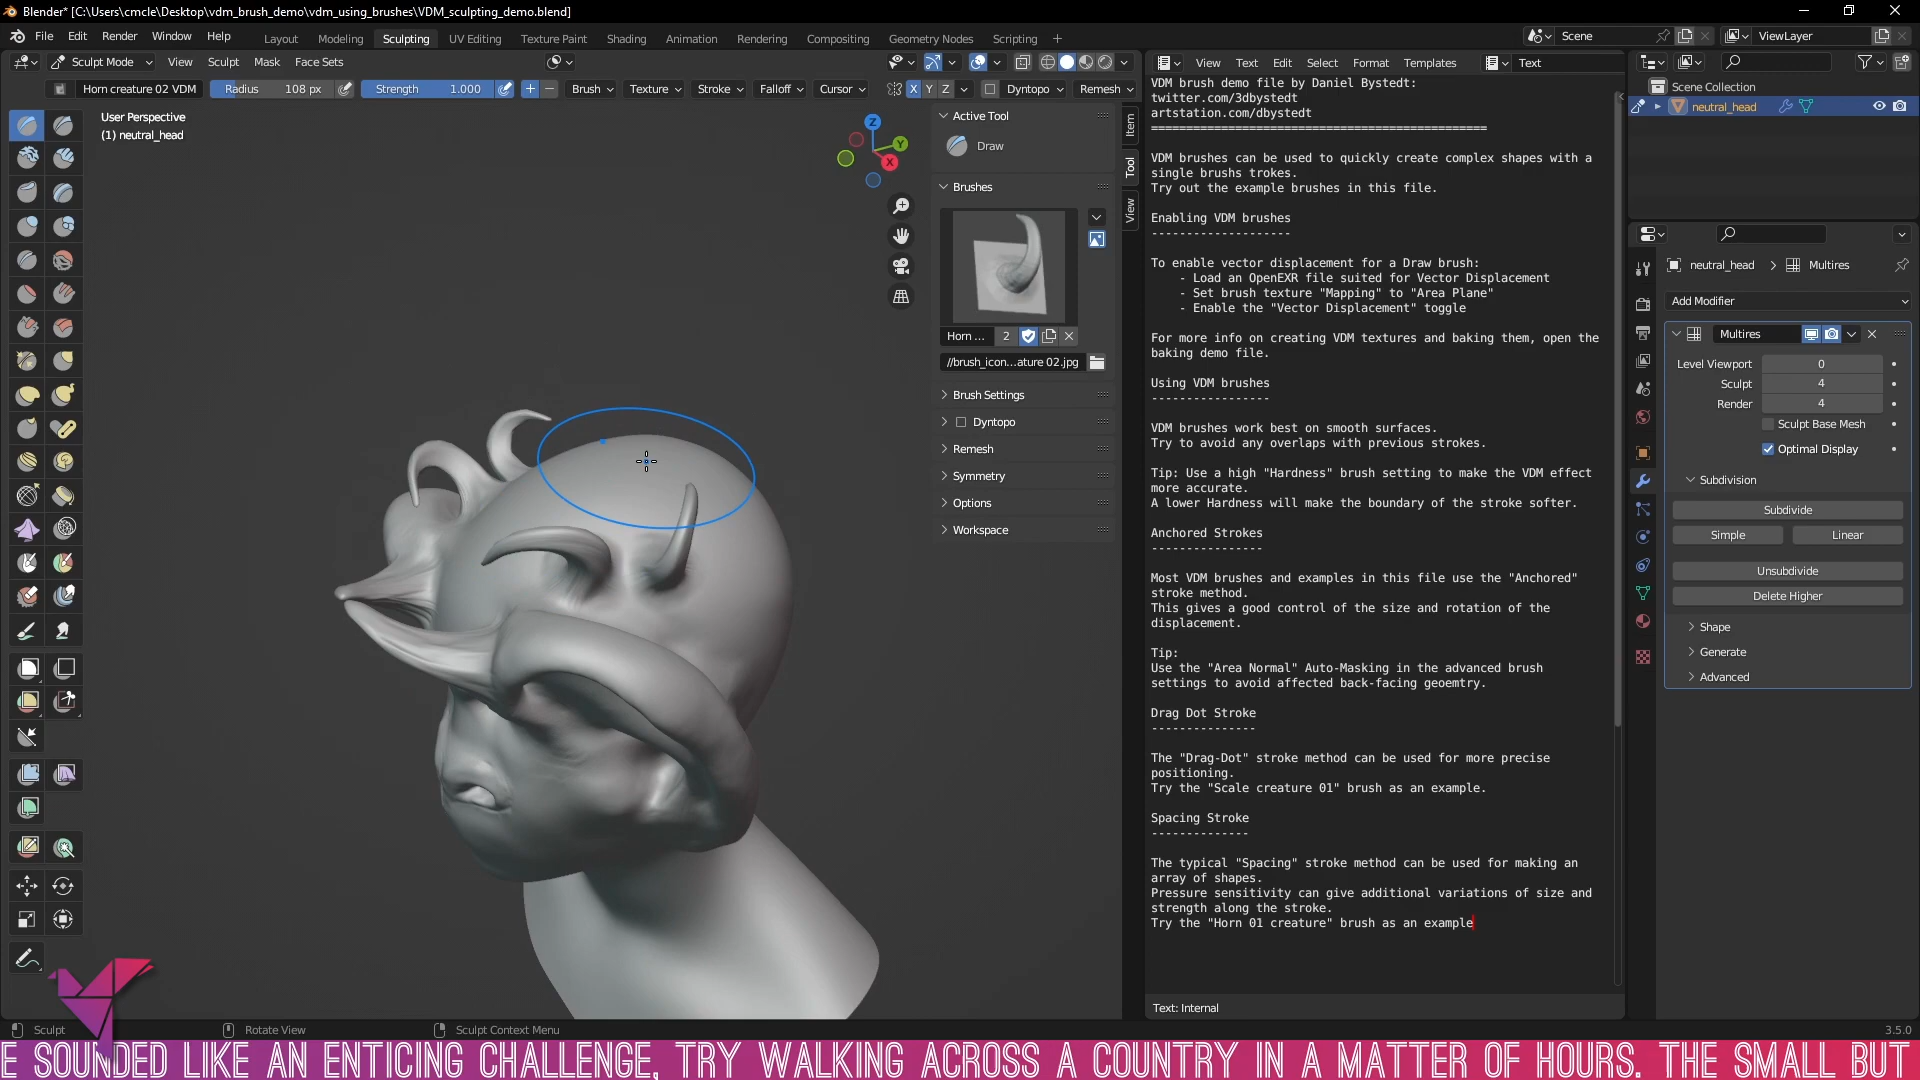 Blender* [C:\Users\cmcle\Desktop\vdm_brush_demo\vdm_using_brushes\VDM_sculpting_demo.blend]
File Edit Render Window Help Layout Modeling Sculpting UV Editing Texture Paint Shading Animation Rendering Compositing Geometry Nodes Scripting + Scene ViewLayer
Sculpt Mode View Sculpt Mask Face Sets
Horn creature 02 VDM Radius 108 px Strength 1.000 + − Brush Texture Stroke Falloff Cursor X Y Z Dyntopo Remesh
User Perspective
(1) neutral_head
Z
Y
X
Active Tool
Draw
Brushes
Horn ... 2
//brush_icon...ature 02.jpg
Brush Settings
Dyntopo
Remesh
Symmetry
Options
Workspace
Item
Tool
View
View Text Edit Select Format Templates Text
VDM brush demo file by Daniel Bystedt:
twitter.com/3dbystedt
artstation.com/dbystedt
================================================
VDM brushes can be used to quickly create complex shapes with a
single brushs trokes.
Try out the example brushes in this file.
Enabling VDM brushes
--------------------
To enable vector displacement for a Draw brush:
- Load an OpenEXR file suited for Vector Displacement
- Set brush texture "Mapping" to "Area Plane"
- Enable the "Vector Displacement" toggle
For more info on creating VDM textures and baking them, open the
baking demo file.
Using VDM brushes
-----------------
VDM brushes work best on smooth surfaces.
Try to avoid any overlaps with previous strokes.
Tip: Use a high "Hardness" brush setting to make the VDM effect
more accurate.
A lower Hardness will make the boundary of the stroke softer.
Anchored Strokes
----------------
Most VDM brushes and examples in this file use the "Anchored"
stroke method.
This gives a good control of the size and rotation of the
displacement.
Tip:
Use the "Area Normal" Auto-Masking in the advanced brush
settings to avoid affected back-facing geoemtry.
Drag Dot Stroke
---------------
The "Drag-Dot" stroke method can be used for more precise
positioning.
Try the "Scale creature 01" brush as an example.
Spacing Stroke
--------------
The typical "Spacing" stroke method can be used for making an
array of shapes.
Pressure sensitivity can give additional variations of size and
strength along the stroke.
Try the "Horn 01 creature" brush as an example
Text: Internal
Scene Collection
neutral_head
neutral_head Multires
Add Modifier
Multires
Level Viewport 0
Sculpt 4
Render 4
Sculpt Base Mesh
Optimal Display
Subdivision
Subdivide
Simple Linear
Unsubdivide
Delete Higher
Shape
Generate
Advanced
Sculpt Rotate View Sculpt Context Menu 3.5.0
E SOUNDED LIKE AN ENTICING CHALLENGE, TRY WALKING ACROSS A COUNTRY IN A MATTER OF HOURS. THE SMALL BUT